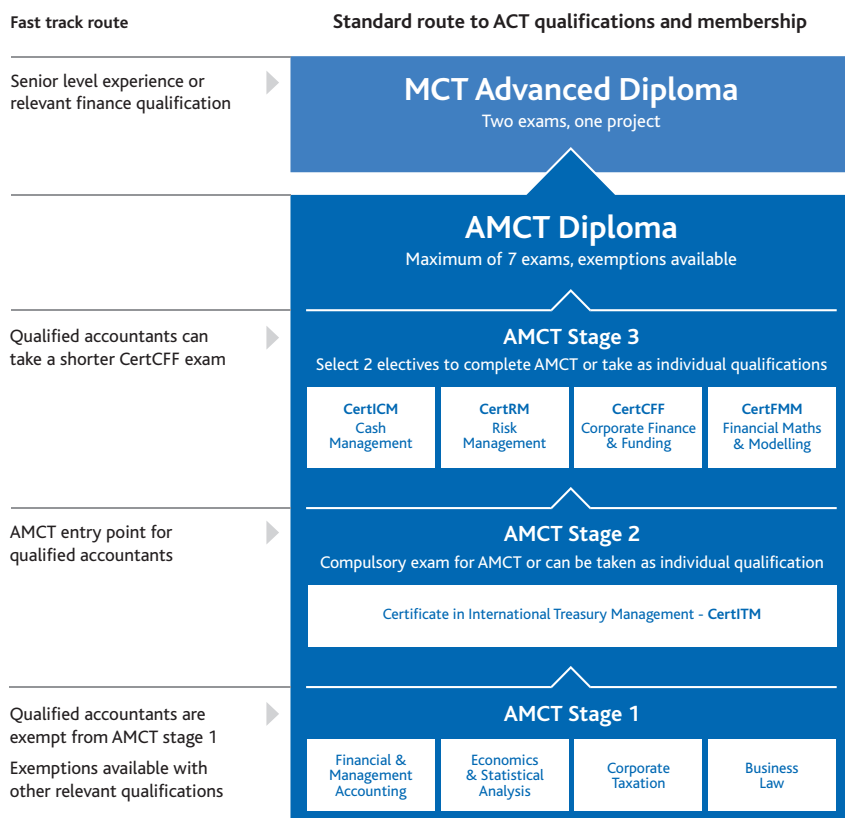 Fast track route
Standard route to ACT qualifications and membership
Senior level experience or
relevant finance qualification
MCT Advanced Diploma
Two exams, one project
AMCT Diploma
Maximum of 7 exams, exemptions available
Qualified accountants can
take a shorter CertCFF exam
AMCT Stage 3
Select 2 electives to complete AMCT or take as individual qualifications
CertICM
Cash
Management
CertRM
Risk
Management
CertCFF
Corporate Finance
& Funding
CertFMM
Financial Maths
& Modelling
AMCT entry point for
qualified accountants
AMCT Stage 2
Compulsory exam for AMCT or can be taken as individual qualification
Certificate in International Treasury Management - CertITM
Qualified accountants are
exempt from AMCT stage 1
Exemptions available with
other relevant qualifications
AMCT Stage 1
Financial &
Management
Accounting
Economics
& Statistical
Analysis
Corporate
Taxation
Business
Law